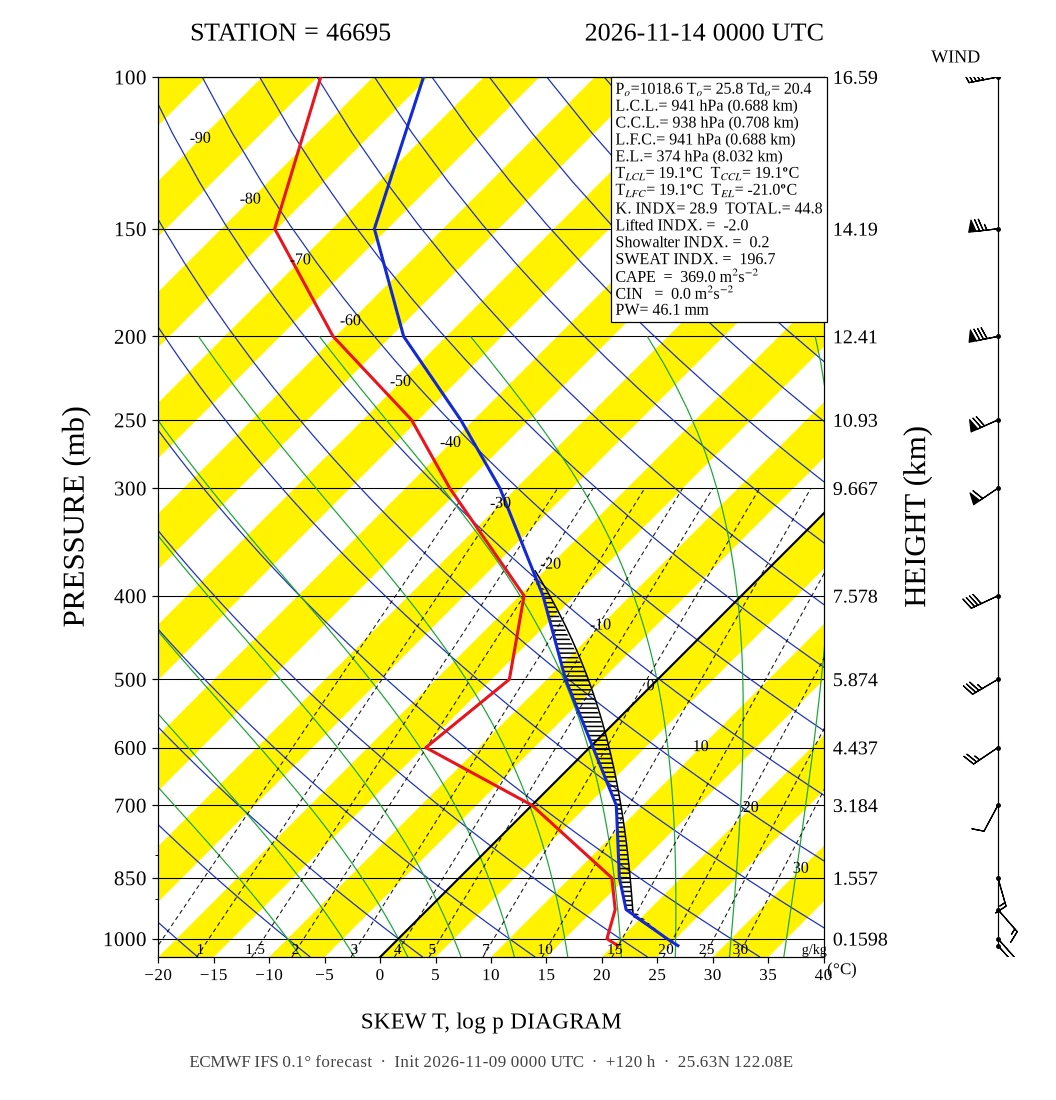 STATION = 46695
2026-11-14 0000 UTC
WIND
P𝑜=1018.6 T𝑜= 25.8 Td𝑜= 20.4
L.C.L.= 941 hPa (0.688 km)
C.C.L.= 938 hPa (0.708 km)
L.F.C.= 941 hPa (0.688 km)
E.L.= 374 hPa (8.032 km)
T𝐿𝐶𝐿= 19.1°C T𝐶𝐶𝐿= 19.1°C
T𝐿𝐹𝐶= 19.1°C T𝐸𝐿= -21.0°C
K. INDX= 28.9 TOTAL.= 44.8
Lifted INDX. = -2.0
Showalter INDX. = 0.2
SWEAT INDX. = 196.7
CAPE = 369.0 m²s⁻²
CIN = 0.0 m²s⁻²
PW= 46.1 mm
PRESSURE (mb)
100
150
200
250
300
400
500
600
700
850
1000
-90
-80
-70
-60
-50
-40
-30
-20
-10
0
10
20
30
16.59
14.19
12.41
10.93
9.667
7.578
5.874
4.437
3.184
1.557
0.1598
HEIGHT (km)
1 1.5 2 3 4 5 7 10 15 20 25 30 g/kg
−20 −15 −10 −5 0 5 10 15 20 25 30 35 40 (°C)
SKEW T, log p DIAGRAM
ECMWF IFS 0.1° forecast · Init 2026-11-09 0000 UTC · +120 h · 25.63N 122.08E